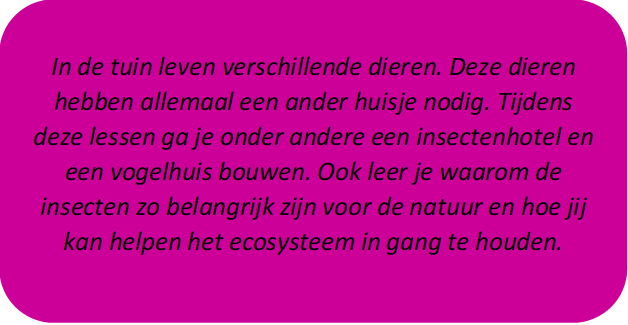 In de tuin leven verschillende dieren. Deze dieren
hebben allemaal een ander huisje nodig. Tijdens
deze lessen ga je onder andere een insectenhotel en
een vogelhuis bouwen. Ook leer je waarom de
insecten zo belangrijk zijn voor de natuur en hoe jij
kan helpen het ecosysteem in gang te houden.